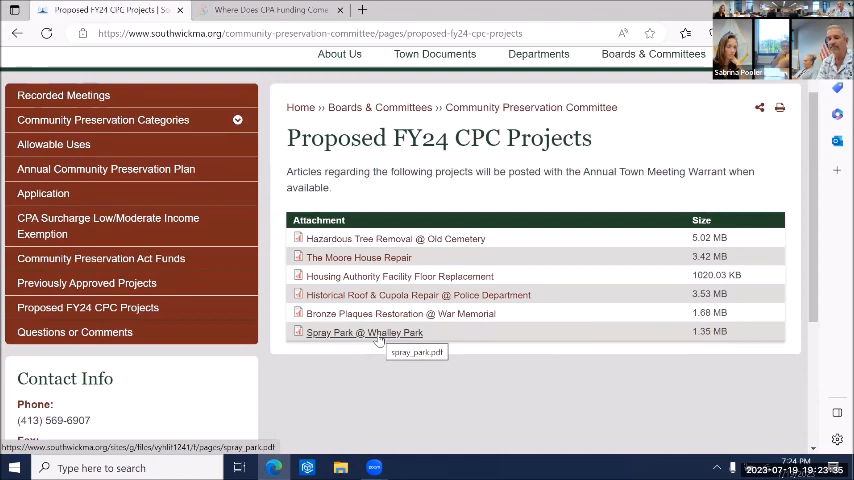 Proposed FY24 CPC Projects | So
Where Does CPA Funding Come
https://www.southwickma.org/community-preservation-committee/pages/proposed-fy24-cpc-projects
About Us
Town Documents
Departments
Boards & Committees
Sabrina Pooler
Recorded Meetings
Community Preservation Categories
Allowable Uses
Annual Community Preservation Plan
Application
CPA Surcharge Low/Moderate Income
Exemption
Community Preservation Act Funds
Previously Approved Projects
Proposed FY24 CPC Projects
Questions or Comments
Contact Info
Phone:
(413) 569-6907
Home ›› Boards & Committees ›› Community Preservation Committee
Proposed FY24 CPC Projects
Articles regarding the following projects will be posted with the Annual Town Meeting Warrant when
available.
Attachment Size
Hazardous Tree Removal @ Old Cemetery 5.02 MB
The Moore House Repair 3.42 MB
Housing Authority Facility Floor Replacement 1020.03 KB
Historical Roof & Cupola Repair @ Police Department 3.53 MB
Bronze Plaques Restoration @ War Memorial 1.68 MB
Spray Park @ Whalley Park 1.35 MB
spray_park.pdf
https://www.southwickma.org/sites/g/files/vyhlif1241/f/pages/spray_park.pdf
Type here to search
7:24 PM
2023-07-19 19:23:35